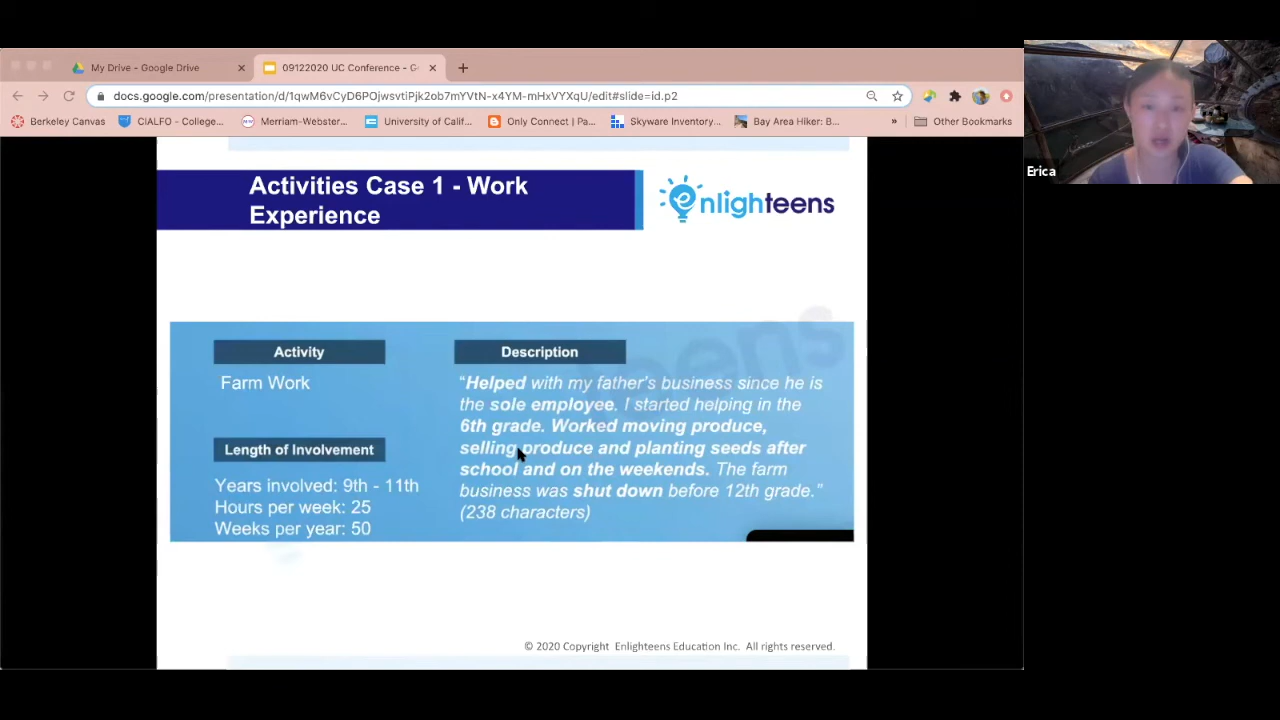 My Drive - Google Drive
09122020 UC Conference - G
docs.google.com/presentation/d/1qwM6vCyD6POjwsvtiPjk2ob7mYVtN-x4YM-mHxVYXqU/edit#slide=id.p2
Berkeley Canvas
CIALFO - College...
Merriam-Webster...
University of Calif...
Only Connect | Pa...
Skyware Inventory...
Bay Area Hiker: B...
»
Other Bookmarks
Erica
Activities Case 1 - Work
Experience
enlighteens
Activity
Farm Work
Length of Involvement
Years involved: 9th - 11th
Hours per week: 25
Weeks per year: 50
Description
“Helped with my father’s business since he is
the sole employee. I started helping in the
6th grade. Worked moving produce,
selling produce and planting seeds after
school and on the weekends. The farm
business was shut down before 12th grade.”
(238 characters)
teens
© 2020 Copyright Enlighteens Education Inc. All rights reserved.